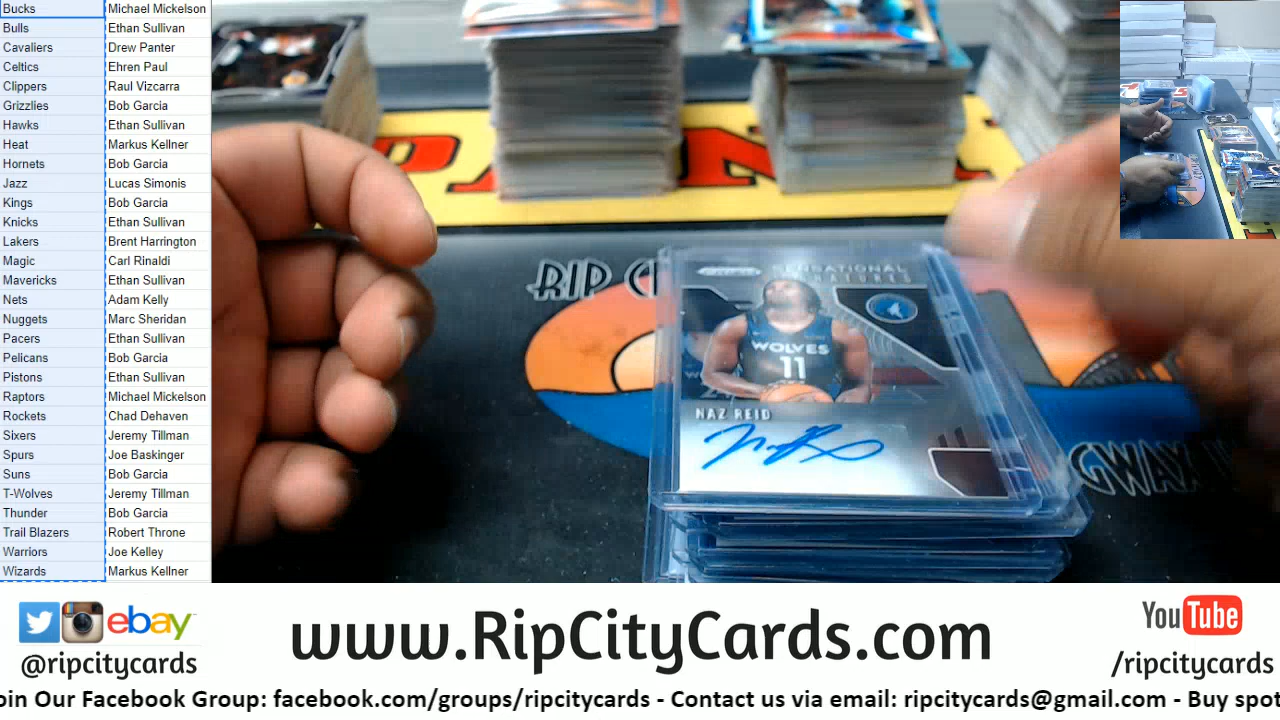 Bucks Michael Mickelson
Bulls Ethan Sullivan
Cavaliers Drew Panter
Celtics Ehren Paul
Clippers Raul Vizcarra
Grizzlies Bob Garcia
Hawks Ethan Sullivan
Heat Markus Kellner
Hornets Bob Garcia
Jazz Lucas Simonis
Kings Bob Garcia
Knicks Ethan Sullivan
Lakers Brent Harrington
Magic Carl Rinaldi
Mavericks Ethan Sullivan
Nets Adam Kelly
Nuggets Marc Sheridan
Pacers Ethan Sullivan
Pelicans Bob Garcia
Pistons Ethan Sullivan
Raptors Michael Mickelson
Rockets Chad Dehaven
Sixers Jeremy Tillman
Spurs Joe Baskinger
Suns Bob Garcia
T-Wolves Jeremy Tillman
Thunder Bob Garcia
Trail Blazers Robert Throne
Warriors Joe Kelley
Wizards Markus Kellner
RIP
SENSATIONAL
SIGNATURES
WOLVES
11
NAZ REID
ebay
@ripcitycards
www.RipCityCards.com
YouTube
/ripcitycards
oin Our Facebook Group: facebook.com/groups/ripcitycards - Contact us via email: ripcitycards@gmail.com - Buy spot